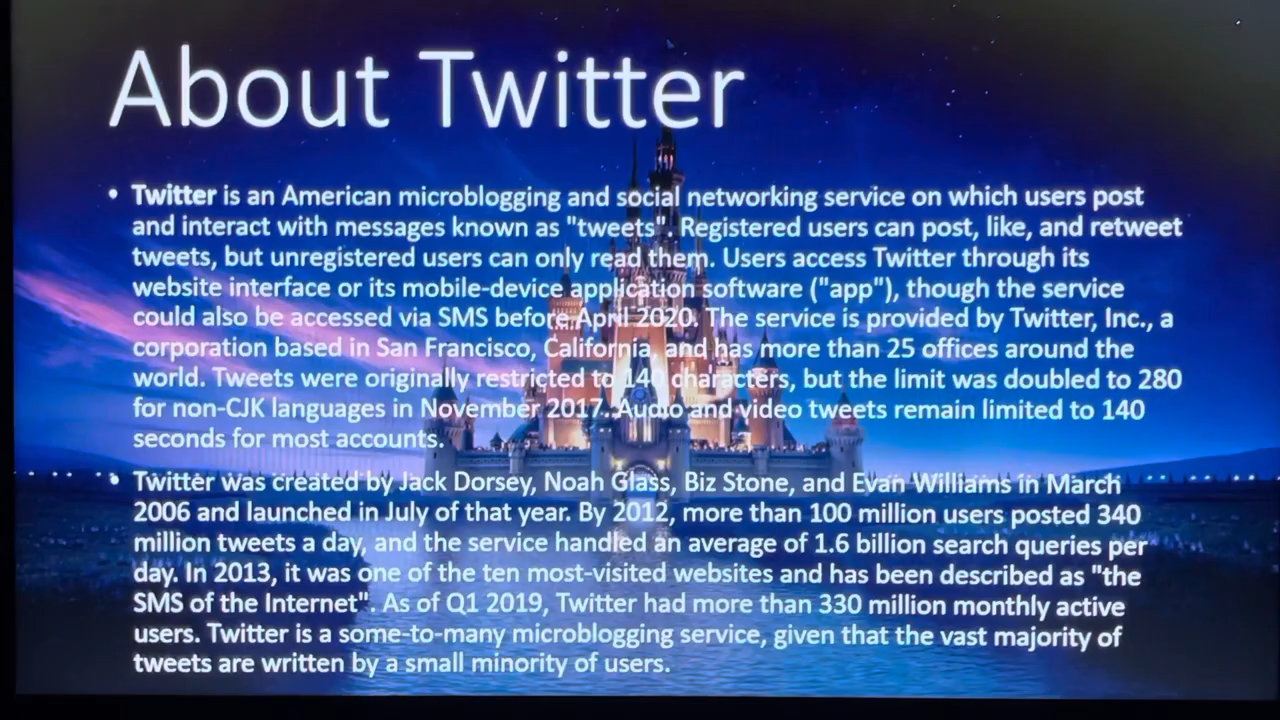 About Twitter
• Twitter is an American microblogging and social networking service on which users post
and interact with messages known as "tweets". Registered users can post, like, and retweet
tweets, but unregistered users can only read them. Users access Twitter through its
website interface or its mobile-device application software ("app"), though the service
could also be accessed via SMS before April 2020. The service is provided by Twitter, Inc., a
corporation based in San Francisco, California, and has more than 25 offices around the
world. Tweets were originally restricted to 140 characters, but the limit was doubled to 280
for non-CJK languages in November 2017. Audio and video tweets remain limited to 140
seconds for most accounts.
• Twitter was created by Jack Dorsey, Noah Glass, Biz Stone, and Evan Williams in March
2006 and launched in July of that year. By 2012, more than 100 million users posted 340
million tweets a day, and the service handled an average of 1.6 billion search queries per
day. In 2013, it was one of the ten most-visited websites and has been described as "the
SMS of the Internet". As of Q1 2019, Twitter had more than 330 million monthly active
users. Twitter is a some-to-many microblogging service, given that the vast majority of
tweets are written by a small minority of users.